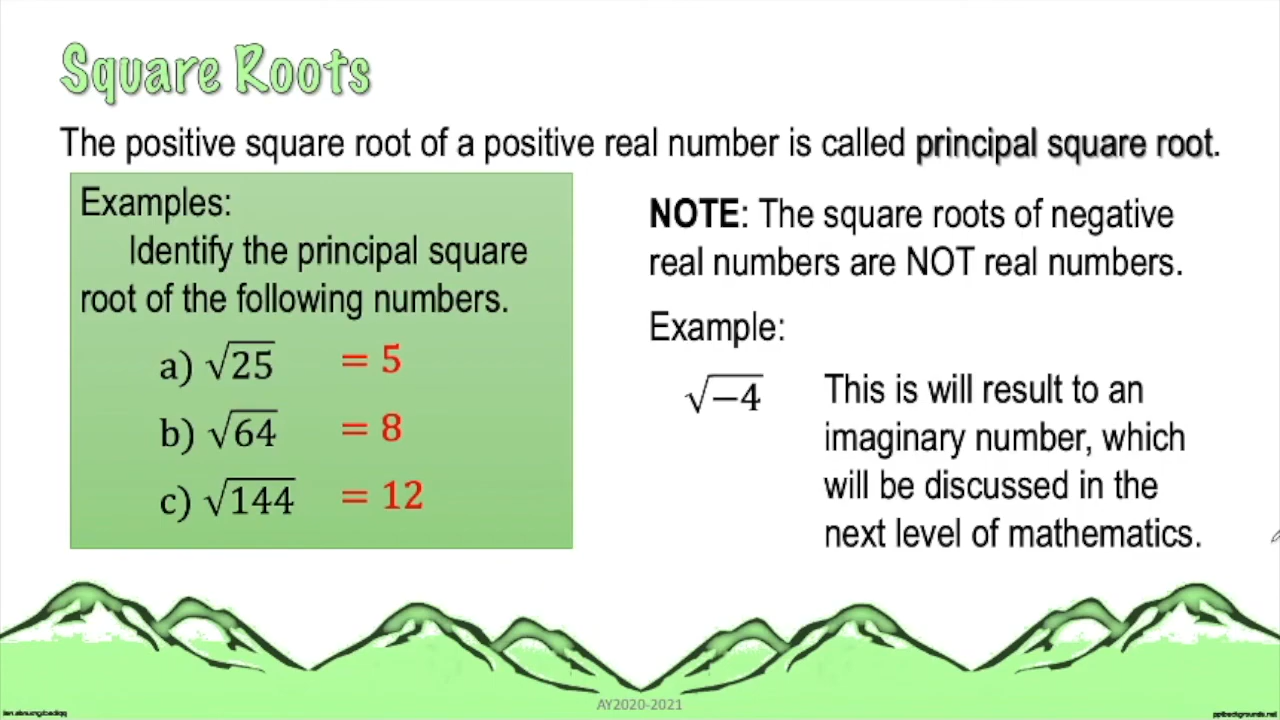 Square Roots
The positive square root of a positive real number is called principal square root.
Examples:
Identify the principal square
root of the following numbers.
a) √25 = 5
b) √64 = 8
c) √144 = 12
NOTE: The square roots of negative
real numbers are NOT real numbers.
Example:
√−4
This is will result to an
imaginary number, which
will be discussed in the
next level of mathematics.
AY2020-2021
pptbackgrounds.net